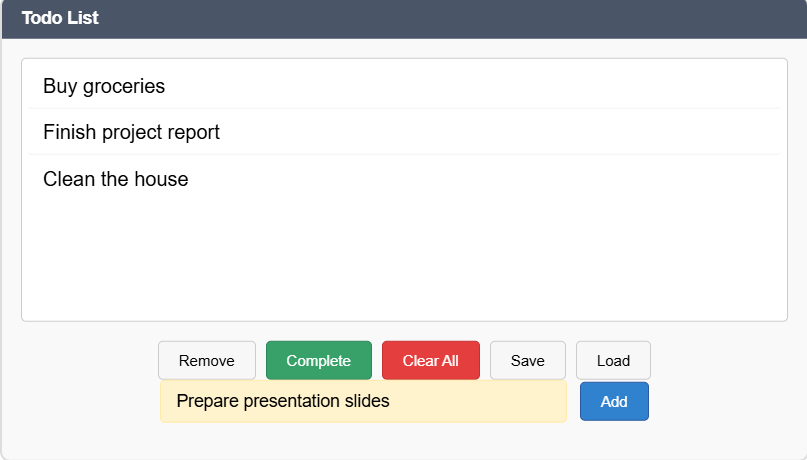 Todo List
Buy groceries
Finish project report
Clean the house
Remove Complete Clear All Save Load
Prepare presentation slides Add